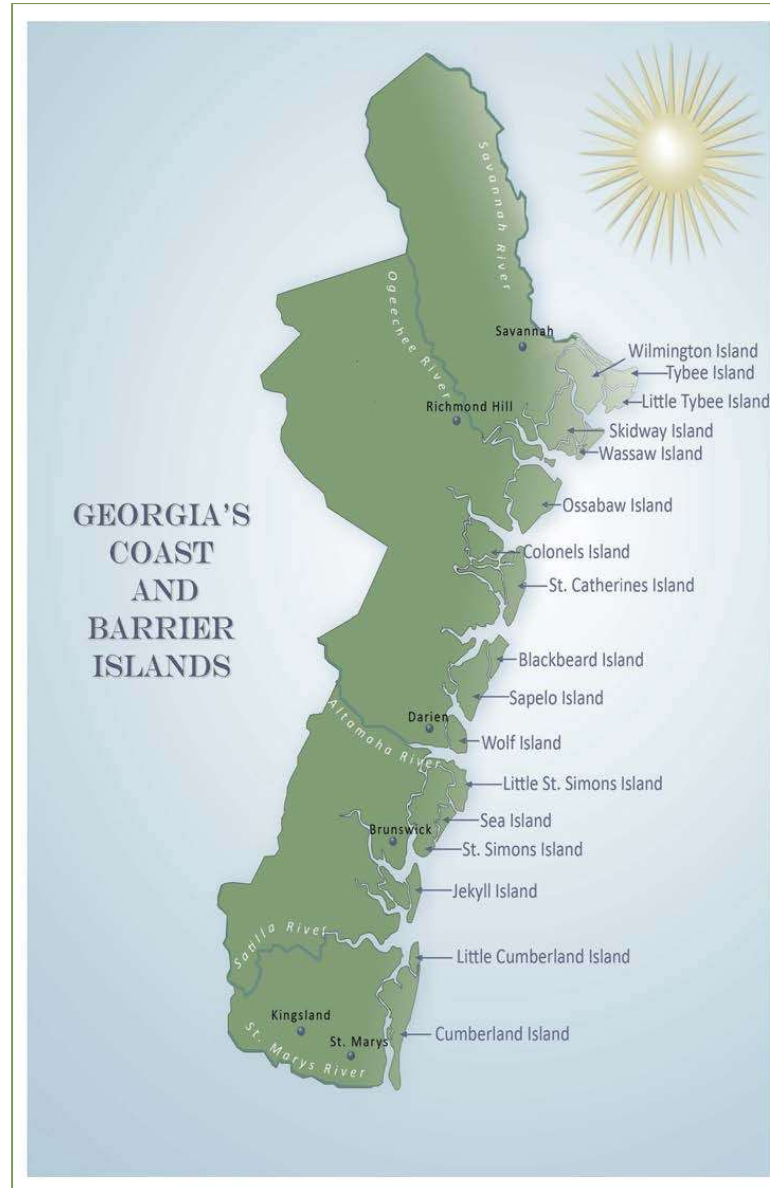 Savannah River
Ogeechee River
Savannah
Wilmington Island
Tybee Island
Little Tybee Island
Richmond Hill
Skidway Island
Wassaw Island
Ossabaw Island
GEORGIA'S
COAST
AND
BARRIER
ISLANDS
Colonels Island
St. Catherines Island
Blackbeard Island
Sapelo Island
Altamaha River
Darien
Wolf Island
Little St. Simons Island
Sea Island
Brunswick
St. Simons Island
Jekyll Island
Satilla River
Little Cumberland Island
Kingsland
St. Marys
Cumberland Island
St. Marys River